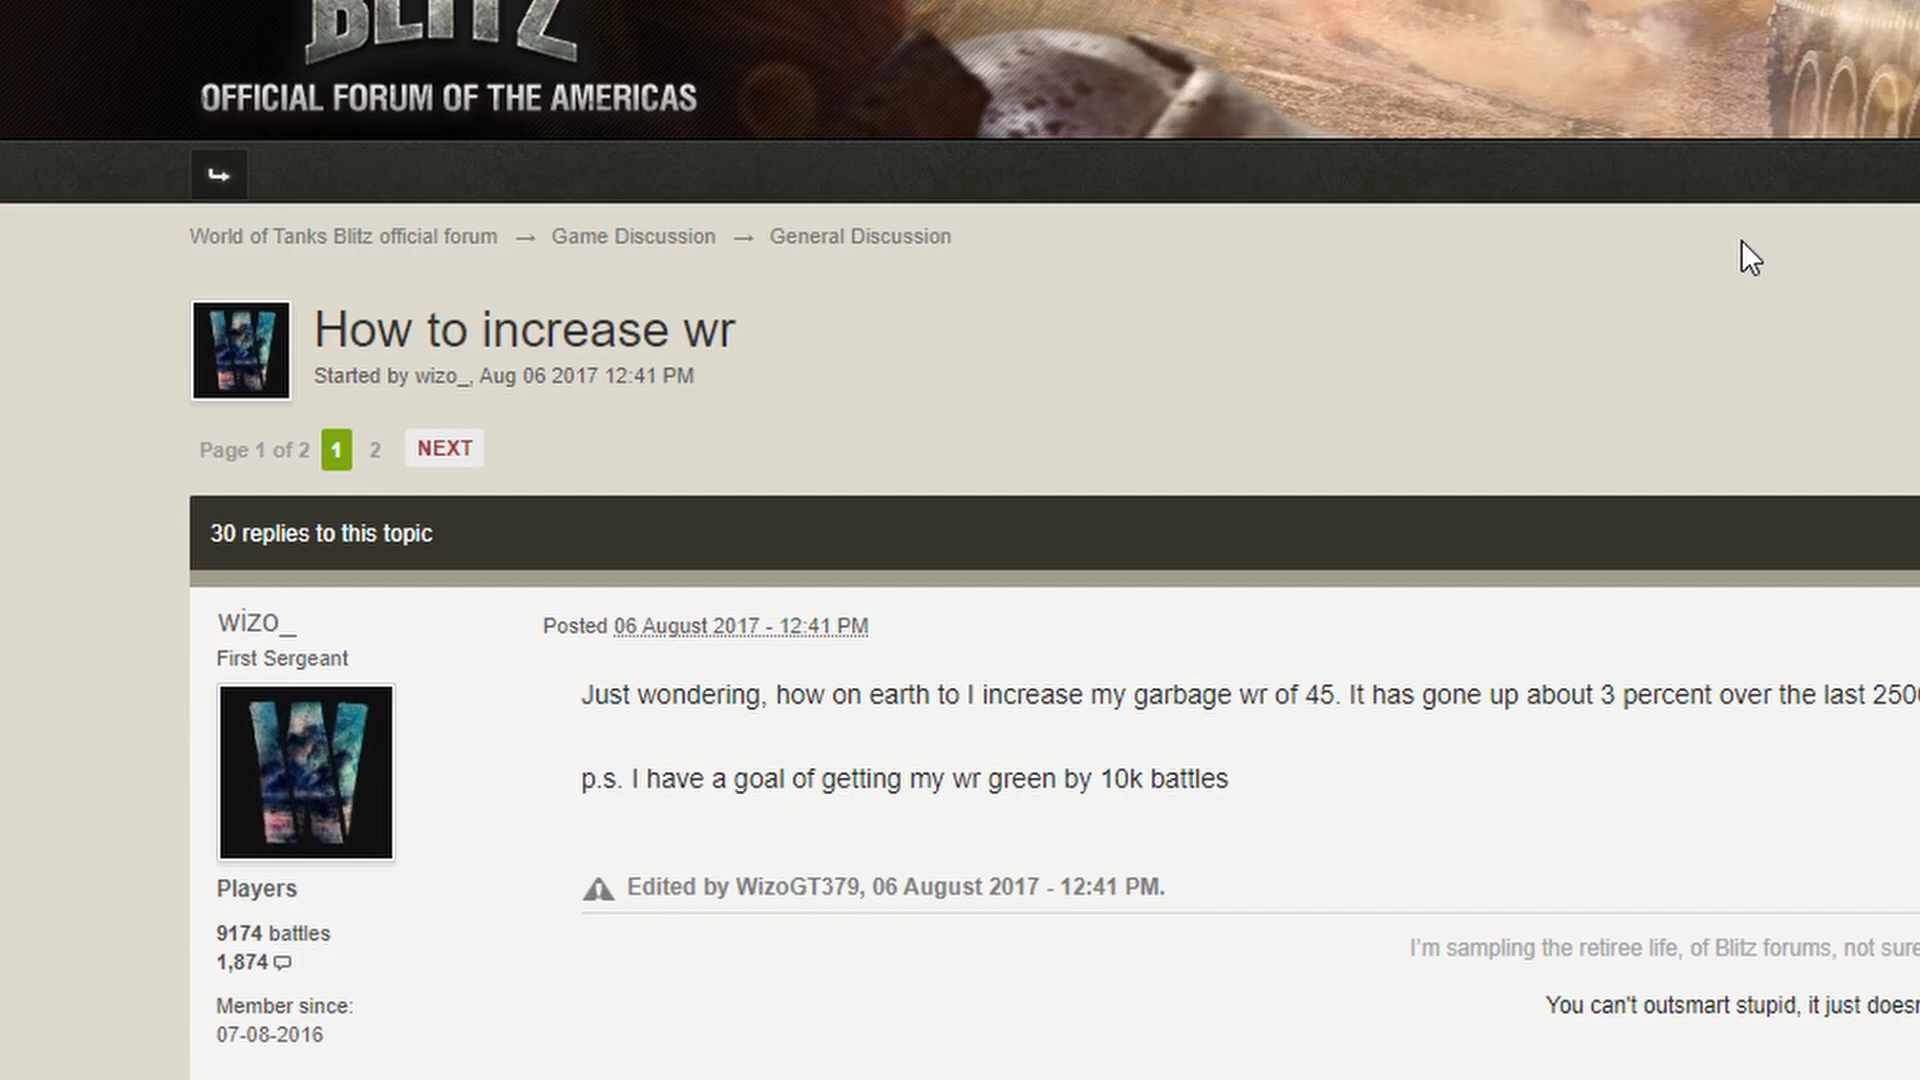 BLITZ
OFFICIAL FORUM OF THE AMERICAS
World of Tanks Blitz official forum → Game Discussion → General Discussion
How to increase wr
Started by wizo_, Aug 06 2017 12:41 PM
Page 1 of 2 1 2 NEXT
30 replies to this topic
wizo_
Posted 06 August 2017 - 12:41 PM
First Sergeant
Just wondering, how on earth to I increase my garbage wr of 45. It has gone up about 3 percent over the last
p.s. I have a goal of getting my wr green by 10k battles
Edited by WizoGT379, 06 August 2017 - 12:41 PM.
Players
9174 battles
1,874
I'm sampling the retiree life, of Blitz forums, not sure
You can't outsmart stupid, it just
Member since:
07-08-2016